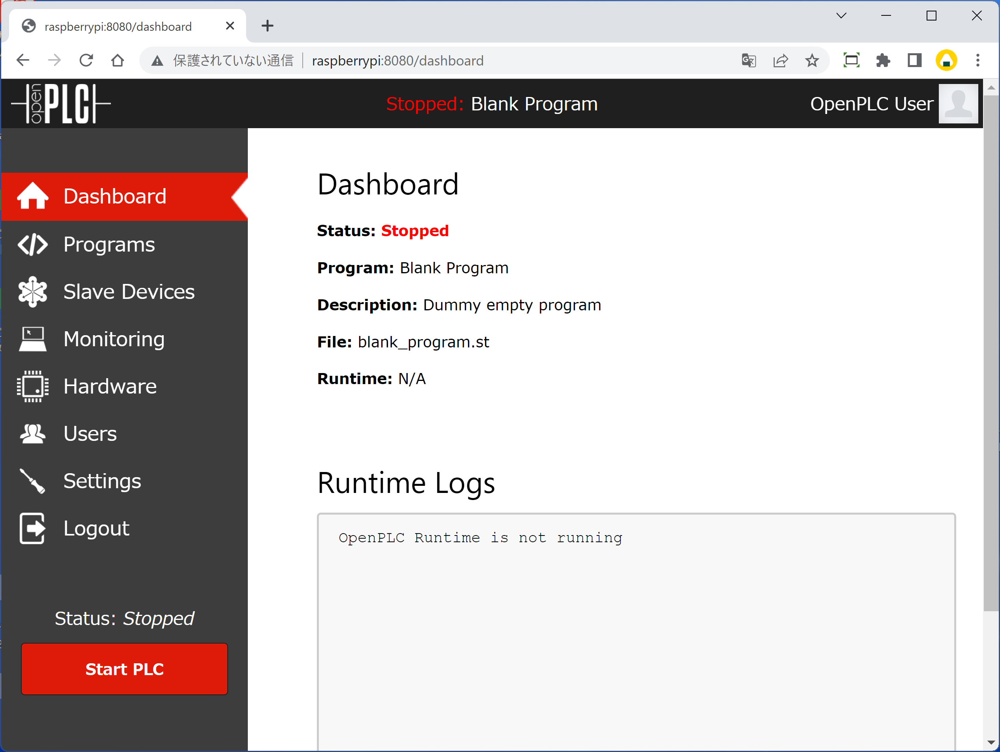 raspberrypi:8080/dashboard
保護されていない通信 raspberrypi:8080/dashboard
open PLC
Stopped: Blank Program
OpenPLC User
Dashboard
Programs
Slave Devices
Monitoring
Hardware
Users
Settings
Logout
Status: Stopped
Start PLC
Dashboard
Status: Stopped
Program: Blank Program
Description: Dummy empty program
File: blank_program.st
Runtime: N/A
Runtime Logs
OpenPLC Runtime is not running